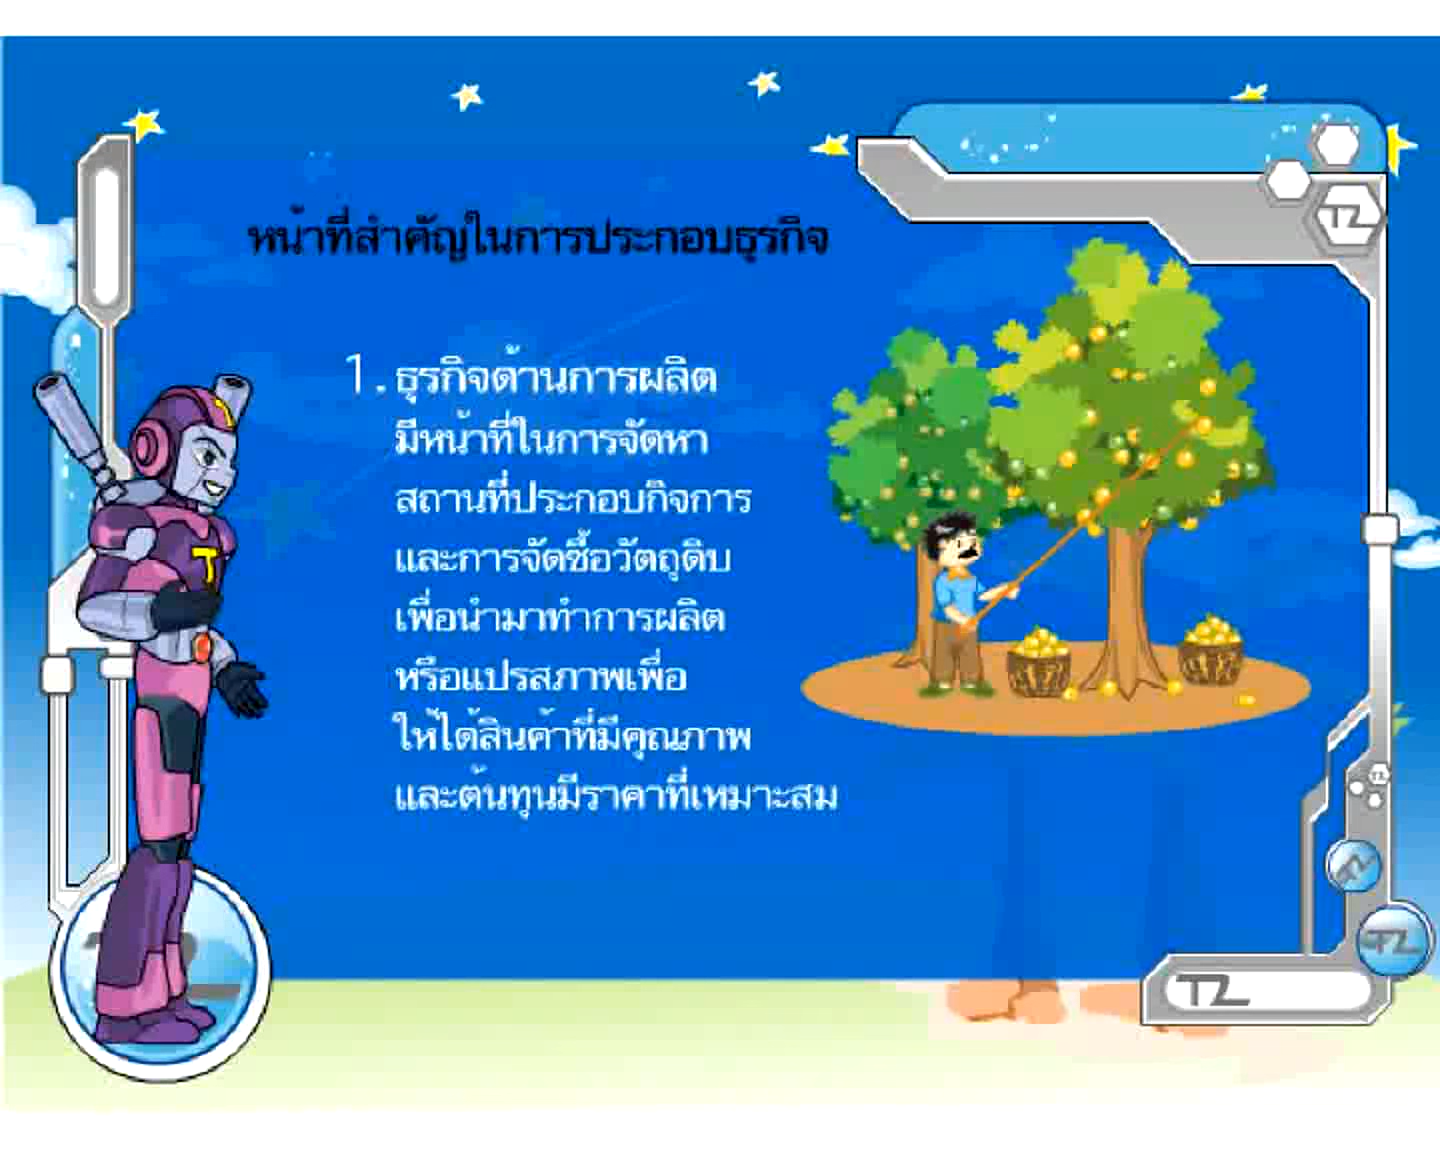 หน้าที่สำคัญในการประกอบธุรกิจ
1. ธุรกิจด้านการผลิต
มีหน้าที่ในการจัดหา
สถานที่ประกอบกิจการ
และการจัดซื้อวัตถุดิบ
เพื่อนำมาทำการผลิต
หรือแปรสภาพเพื่อ
ให้ได้สินค้าที่มีคุณภาพ
และต้นทุนมีราคาที่เหมาะสม
T
TZ
TZ
TZ
TZ